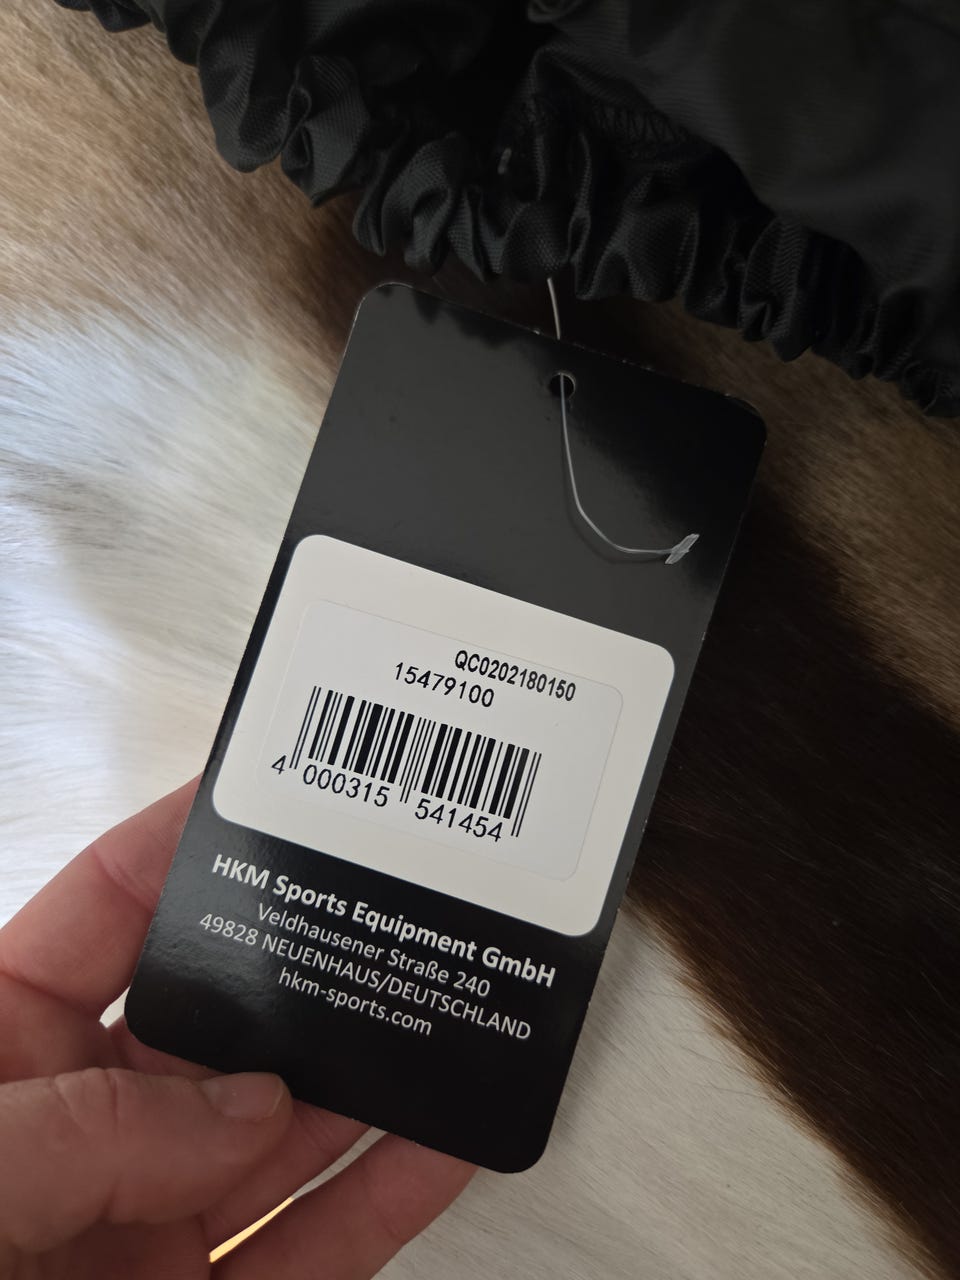 QC0202180150
15479100
4 000315 541454
HKM Sports Equipment GmbH
Veldhausener Straße 240
49828 NEUENHAUS/DEUTSCHLAND
hkm-sports.com